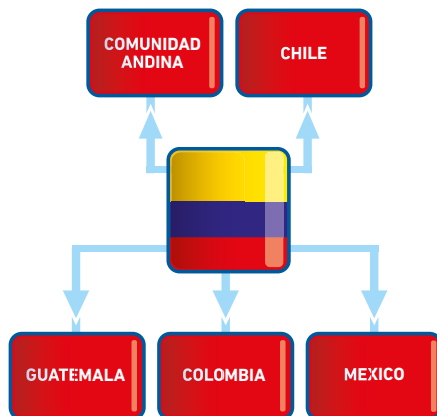 COMUNIDAD
ANDINA
CHILE
GUATEMALA
COLOMBIA
MEXICO